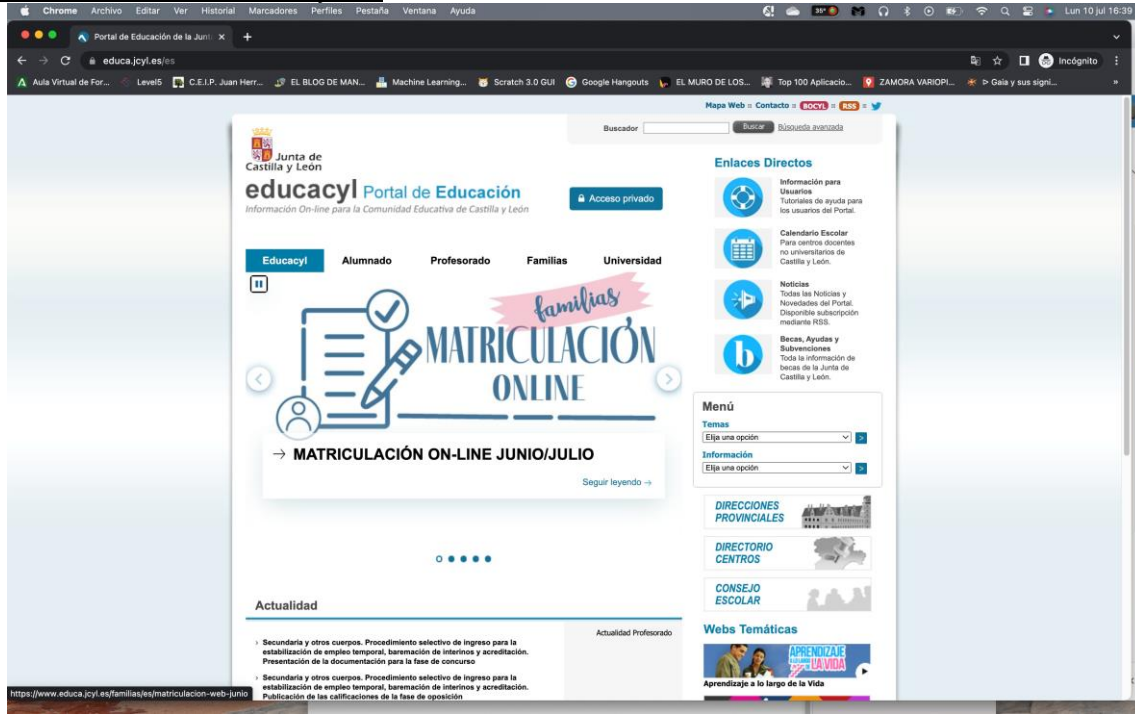 Chrome Archivo Editar Ver Historial Marcadores Perfiles Pestaña Ventana Ayuda
35° Lun 10 jul 16:39
Portal de Educación de la Junt
educa.jcyl.es/es
Incógnito
Aula Virtual de For... Level5 C.E.I.P. Juan Herr... EL BLOG DE MAN... Machine Learning... Scratch 3.0 GUI Google Hangouts EL MURO DE LOS... Top 100 Aplicacio... ZAMORA VARIOPI... ⊳ Gaia y sus signi... »
Mapa Web :: Contacto :: BOCYL :: RSS ::
Buscador Buscar Búsqueda avanzada
Junta de
Castilla y León
educacyl Portal de Educación
Información On-line para la Comunidad Educativa de Castilla y León
Acceso privado
Educacyl Alumnado Profesorado Familias Universidad
familias
MATRICULACIÓN
ONLINE
→ MATRICULACIÓN ON-LINE JUNIO/JULIO
Seguir leyendo →
Actualidad
Actualidad Profesorado
› Secundaria y otros cuerpos. Procedimiento selectivo de ingreso para la
estabilización de empleo temporal, baremación de interinos y acreditación.
Presentación de la documentación para la fase de concurso
› Secundaria y otros cuerpos. Procedimiento selectivo de ingreso para la
estabilización de empleo temporal, baremación de interinos y acreditación.
Publicación de las calificaciones de la fase de oposición
Enlaces Directos
Información para
Usuarios
Tutoriales de ayuda para
los usuarios del Portal.
Calendario Escolar
Para centros docentes
no universitarios de
Castilla y León.
Noticias
Todas las Noticias y
Novedades del Portal.
Disponible subscripción
mediante RSS.
b
Becas, Ayudas y
Subvenciones
Toda la información de
becas de la Junta de
Castilla y León.
Menú
Temas
Elija una opción >
Información
Elija una opción >
DIRECCIONES
PROVINCIALES
DIRECTORIO
CENTROS
CONSEJO
ESCOLAR
Webs Temáticas
APRENDIZAJE
A LO LARGO DE LA VIDA
Aprendizaje a lo largo de la Vida
https://www.educa.jcyl.es/familias/es/matriculacion-web-junio